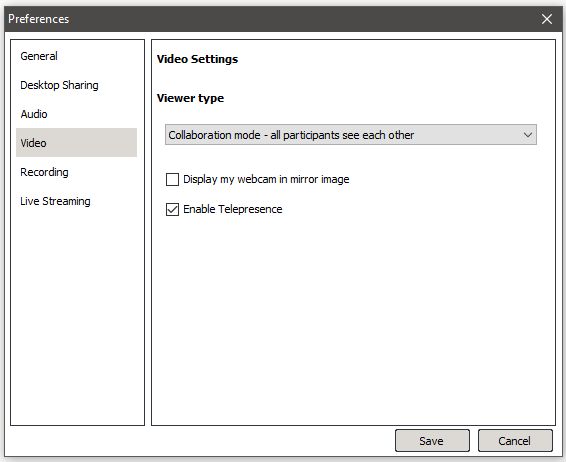 Preferences
General
Desktop Sharing
Audio
Video
Recording
Live Streaming
Video Settings
Viewer type
Collaboration mode - all participants see each other
Display my webcam in mirror image
Enable Telepresence
Save
Cancel